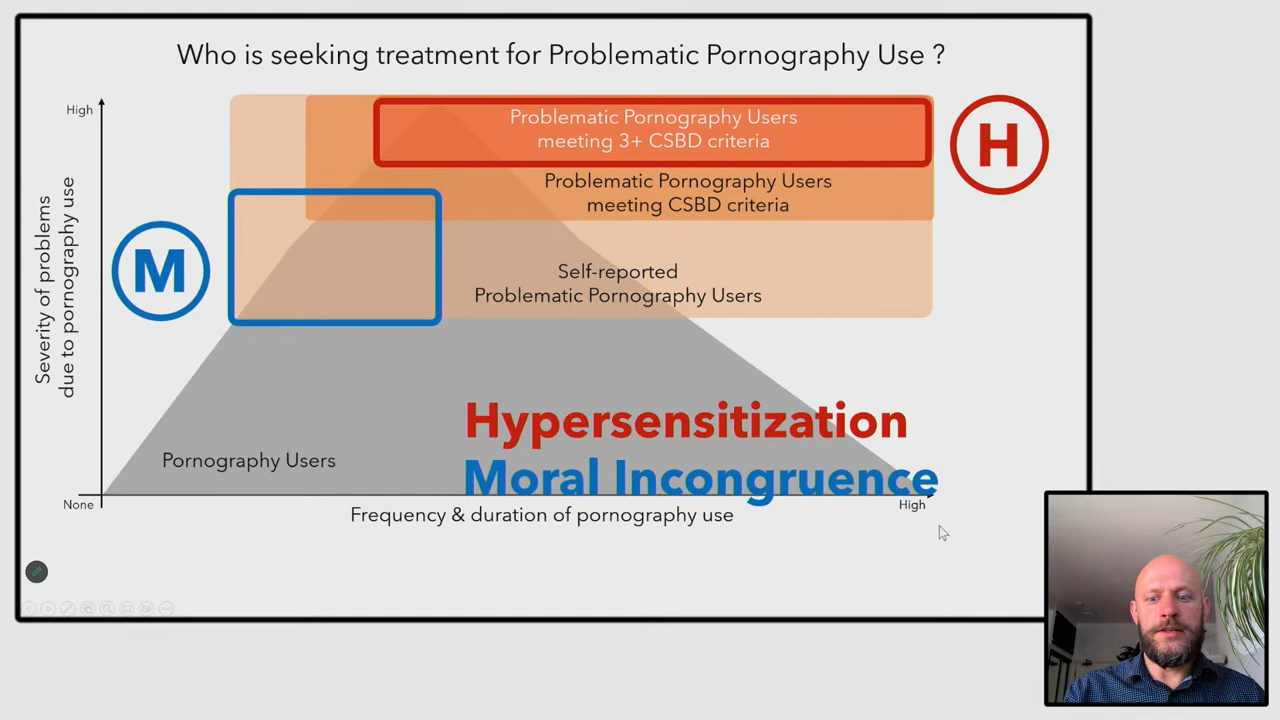 Who is seeking treatment for Problematic Pornography Use ?
High
Problematic Pornography Users
meeting 3+ CSBD criteria
H
Problematic Pornography Users
meeting CSBD criteria
Severity of problems
due to pornography use
M
Self-reported
Problematic Pornography Users
Hypersensitization
Pornography Users
Moral Incongruence
None
High
Frequency & duration of pornography use